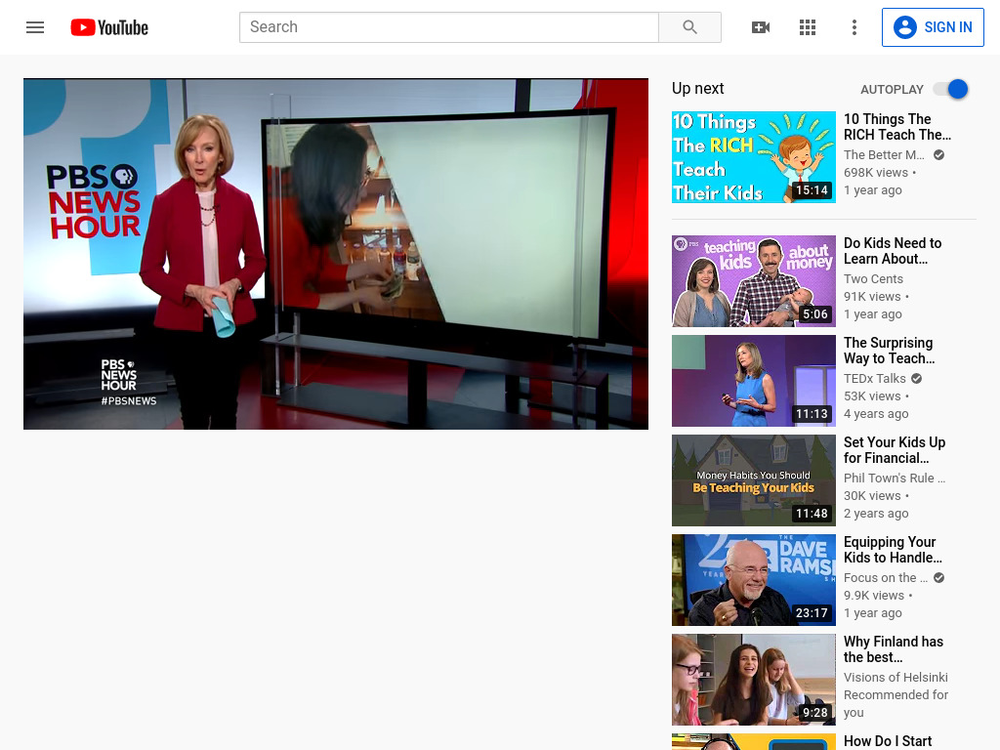 YouTube
Search
SIGN IN
PBS
NEWS
HOUR
PBS
NEWS
HOUR
#PBSNEWS
Up next
AUTOPLAY
10 Things
The RICH
Teach
Their Kids
15:14
10 Things The
RICH Teach The...
The Better M...
698K views •
1 year ago
PBS
teaching
kids
about
money
5:06
Do Kids Need to
Learn About...
Two Cents
91K views •
1 year ago
11:13
The Surprising
Way to Teach...
TEDx Talks
53K views •
4 years ago
Money Habits You Should
Be Teaching Your Kids
11:48
Set Your Kids Up
for Financial...
Phil Town's Rule ...
30K views •
2 years ago
THE
DAVE
YEAR
23:17
Equipping Your
Kids to Handle...
Focus on the ...
9.9K views •
1 year ago
9:28
Why Finland has
the best...
Visions of Helsinki
Recommended for
you
How Do I Start